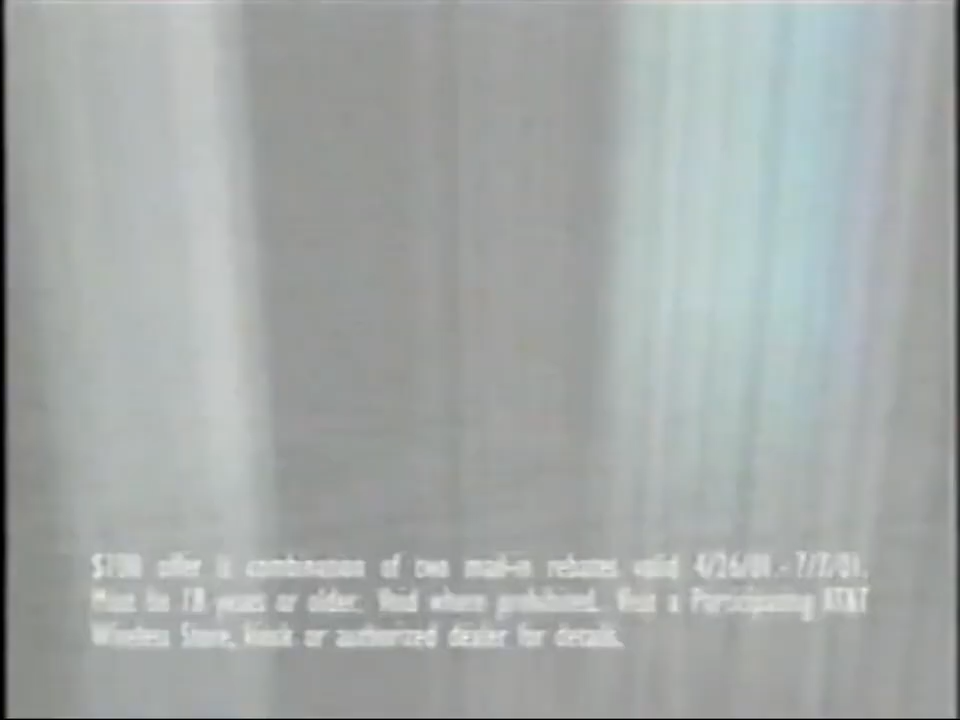 $100 offer is combination of two mail-in rebates valid 4/26/01 - 7/7/01.
Must be 18 years or older. Void where prohibited. Visit a Participating AT&T
Wireless Store, kiosk or authorized dealer for details.